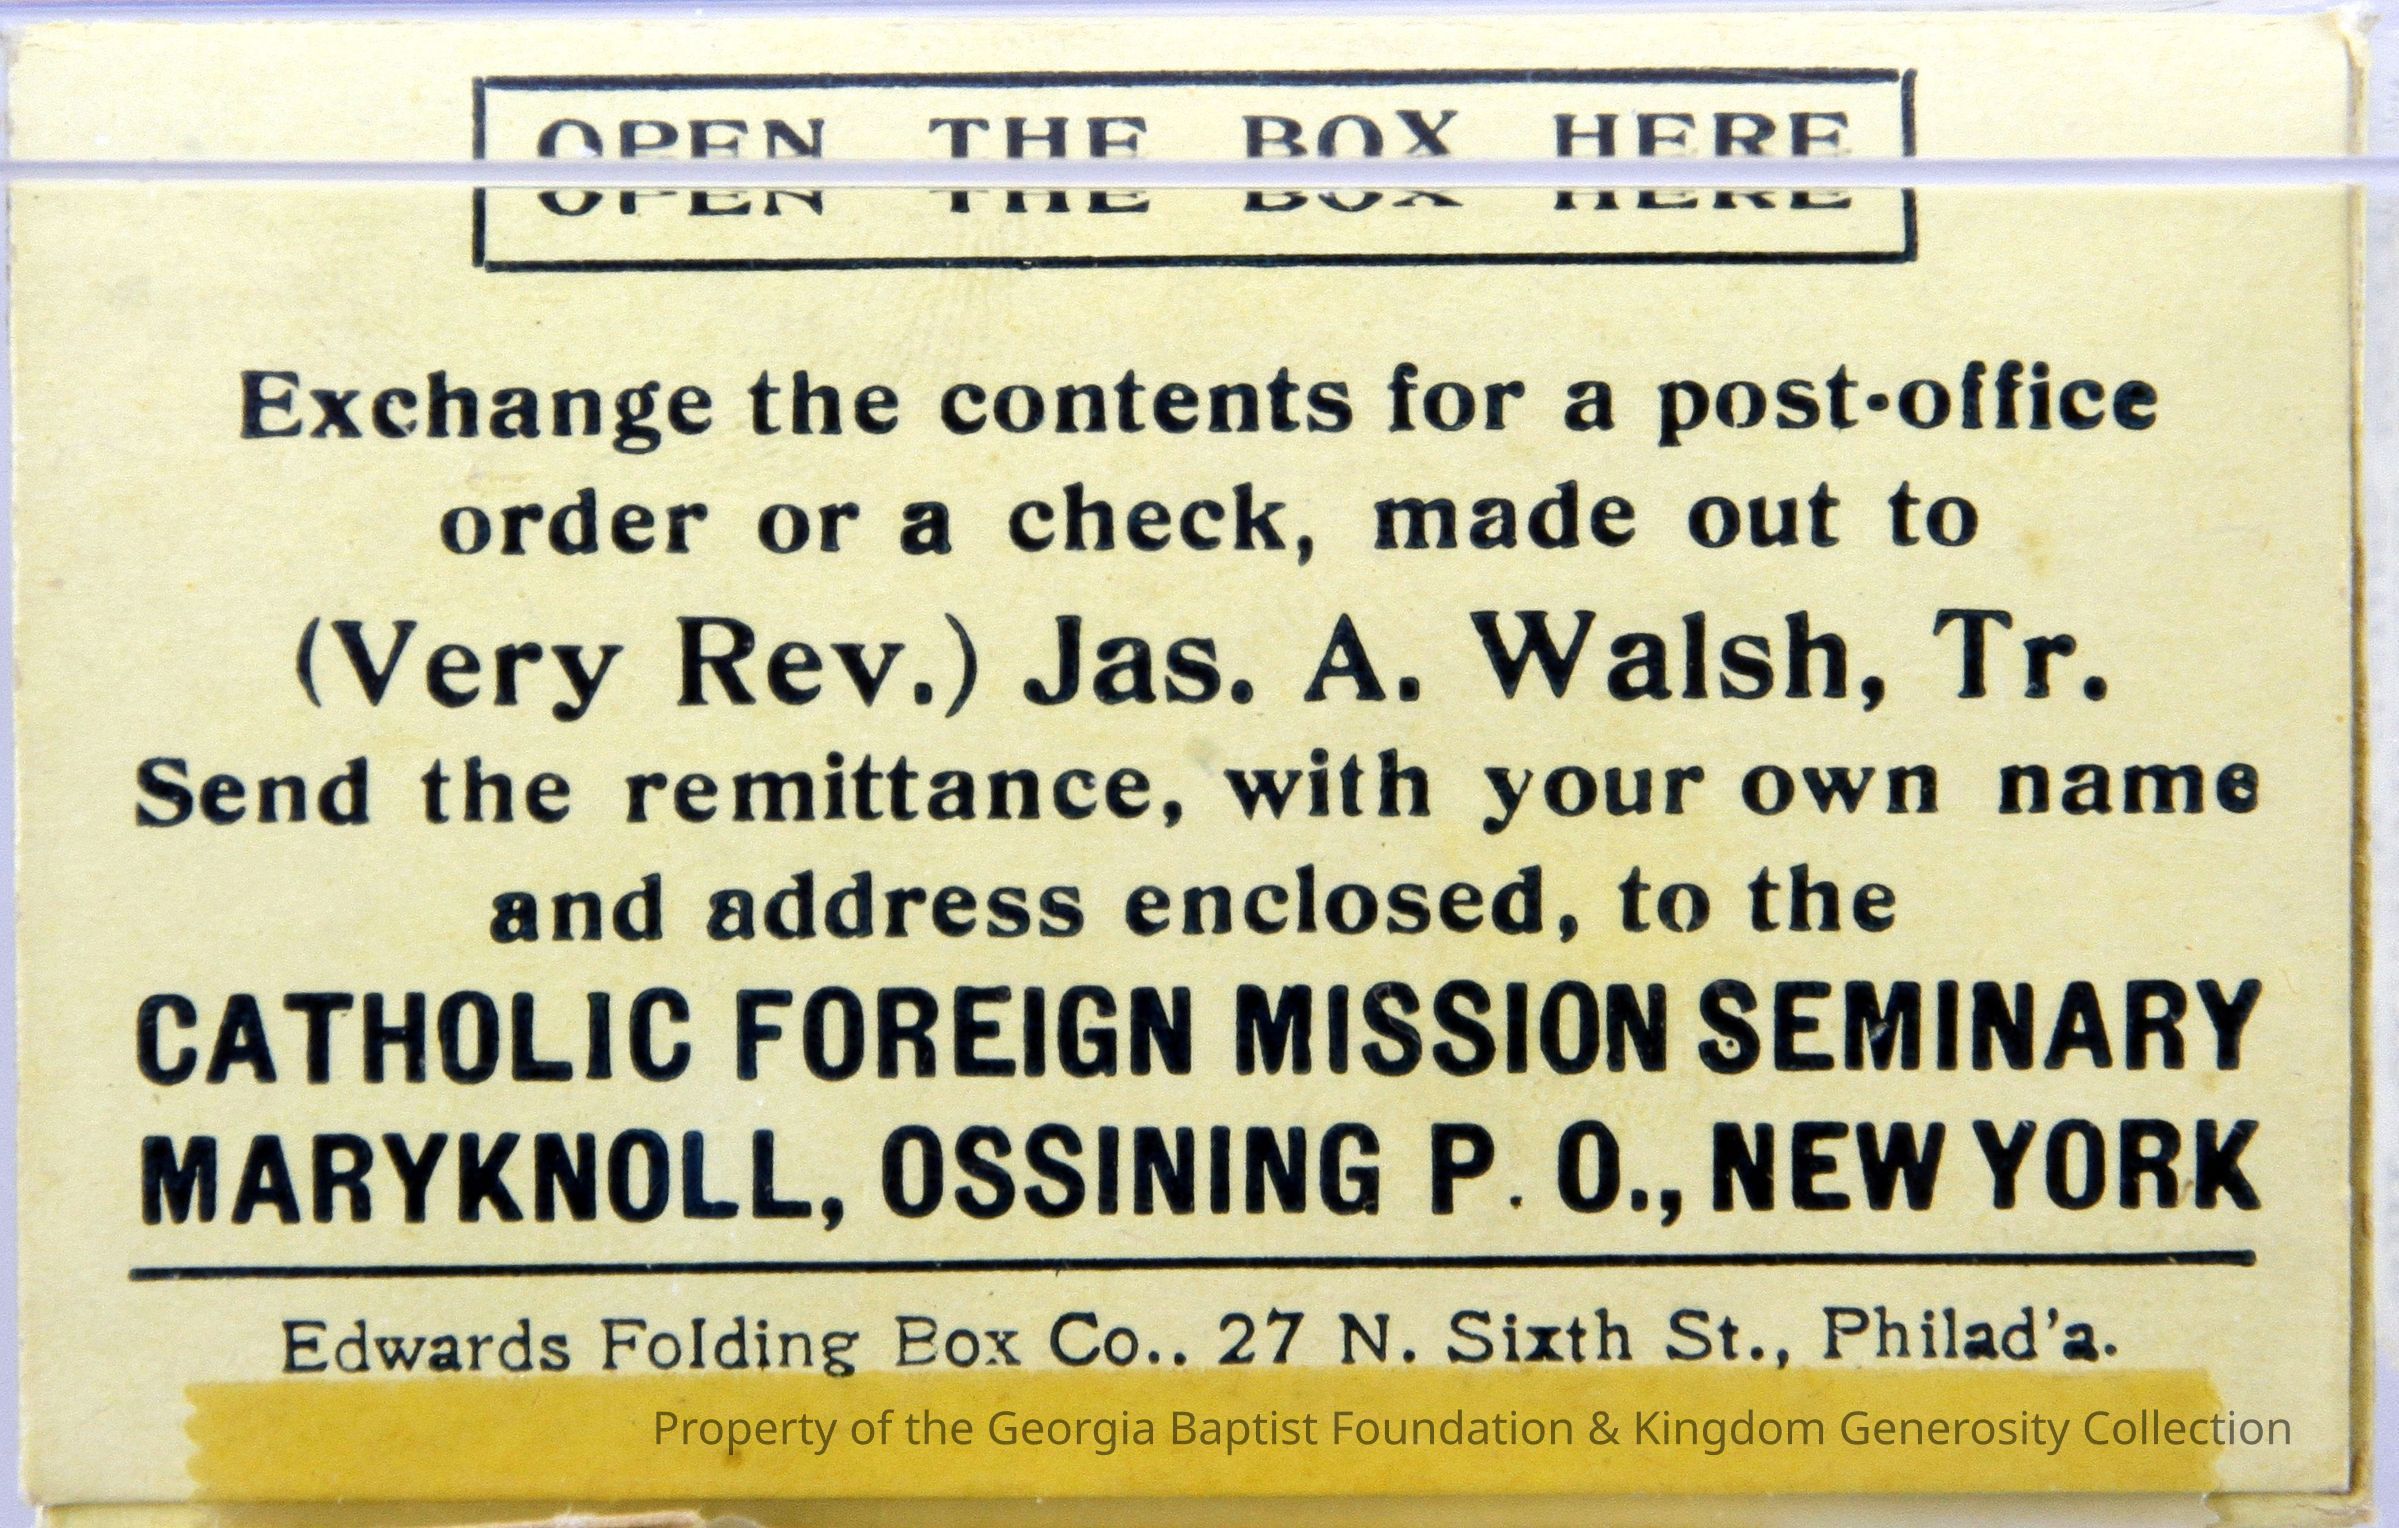 OPEN THE BOX HERE
Exchange the contents for a post-office
order or a check, made out to
(Very Rev.) Jas. A. Walsh, Tr.
Send the remittance, with your own name
and address enclosed, to the
CATHOLIC FOREIGN MISSION SEMINARY
MARYKNOLL, OSSINING P. O., NEW YORK
Edwards Folding Box Co.. 27 N. Sixth St., Philad'a.
Property of the Georgia Baptist Foundation & Kingdom Generosity Collection